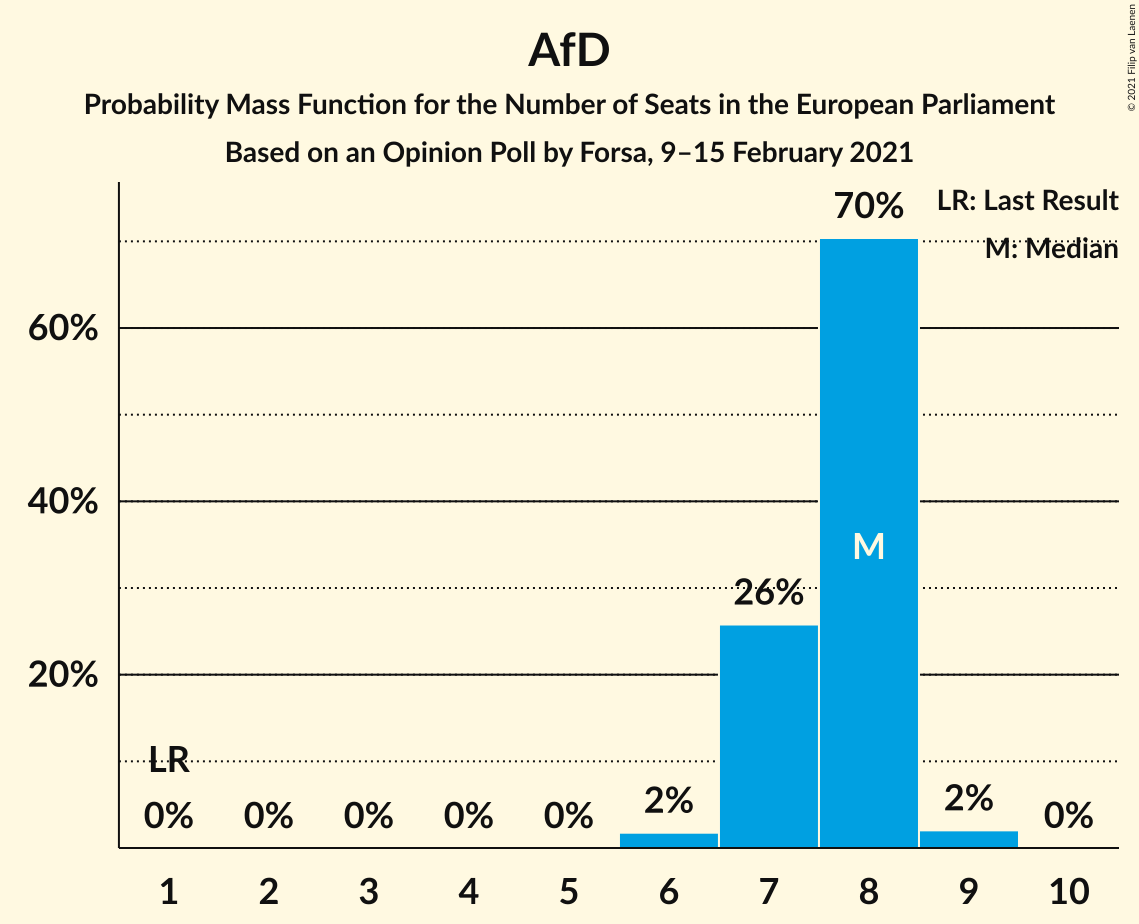 AfD
Probability Mass Function for the Number of Seats in the European Parliament
Based on an Opinion Poll by Forsa, 9–15 February 2021
© 2021 Filip van Laenen
LR: Last Result
M: Median
70%
60%
40%
M
26%
20%
LR
0%
0%
0%
0%
0%
2%
2%
0%
1
2
3
4
5
6
7
8
9
10